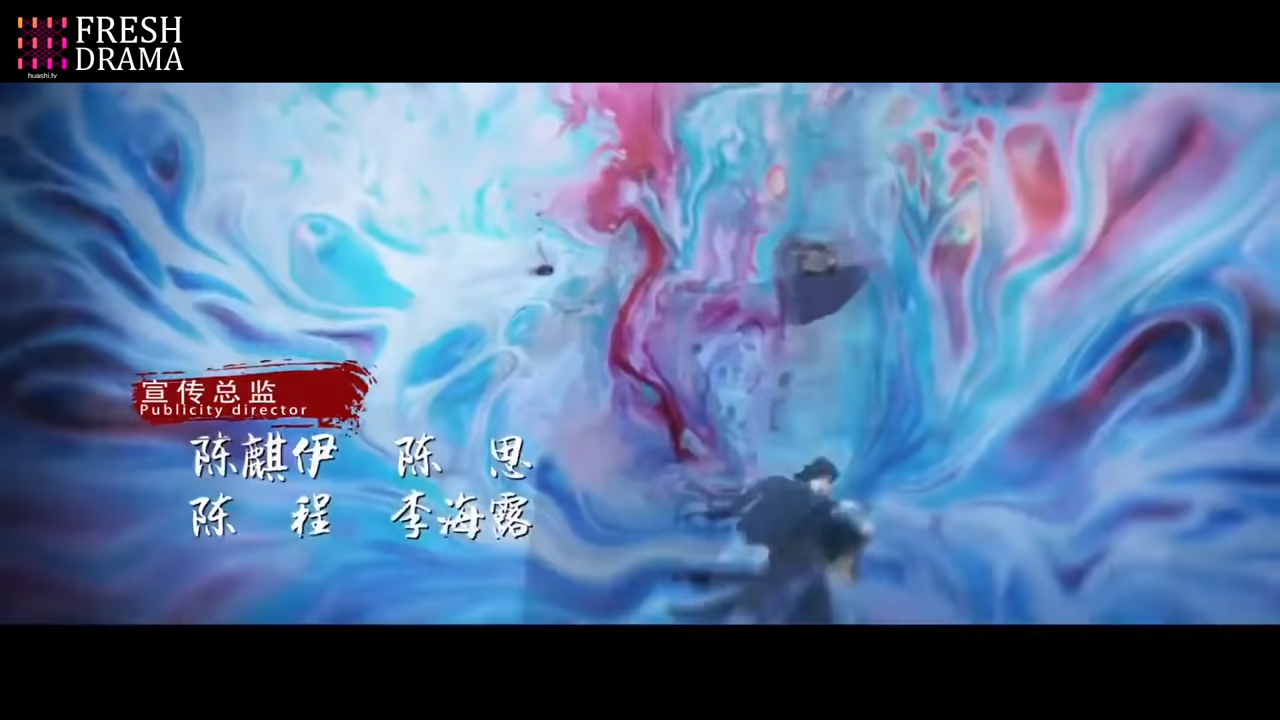 FRESH
DRAMA
huashi.tv
宣传总监
Publicity director
陈麒伊 陈 思
陈 程 李海露